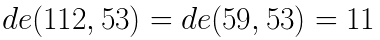 de(112, 53) = de(59, 53) = 11